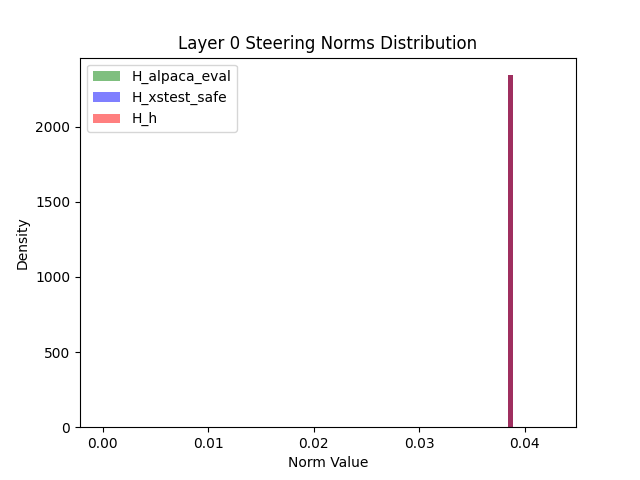 Layer 0 Steering Norms Distribution
H_alpaca_eval
H_xstest_safe
H_h
2000
1500
1000
500
0
Density
0.00 0.01 0.02 0.03 0.04
Norm Value